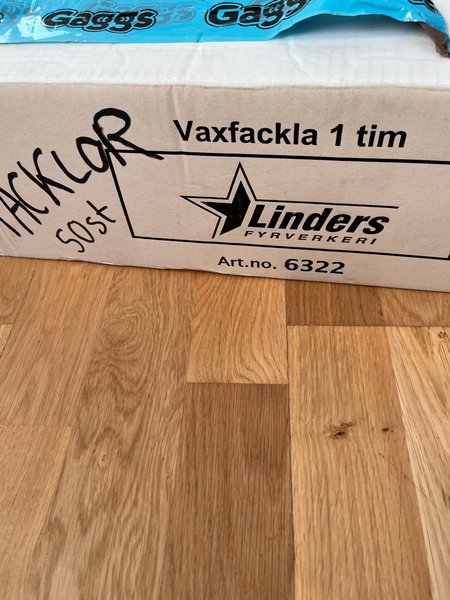 Gaggs Gaggs
Vaxfackla 1 tim
ACKLOR
50st
Linders
FYRVERKERI
Art.no. 6322